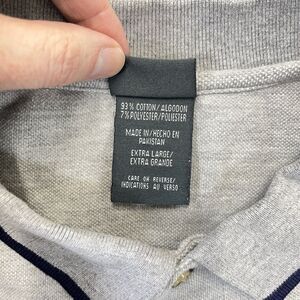 93% COTTON/ALGODON
7% POLYESTER/POLIESTER
MADE IN/HECHO EN
PAKISTAN
EXTRA LARGE/
EXTRA GRANDE
CARE ON REVERSE/
INDICATIONS AU VERSO